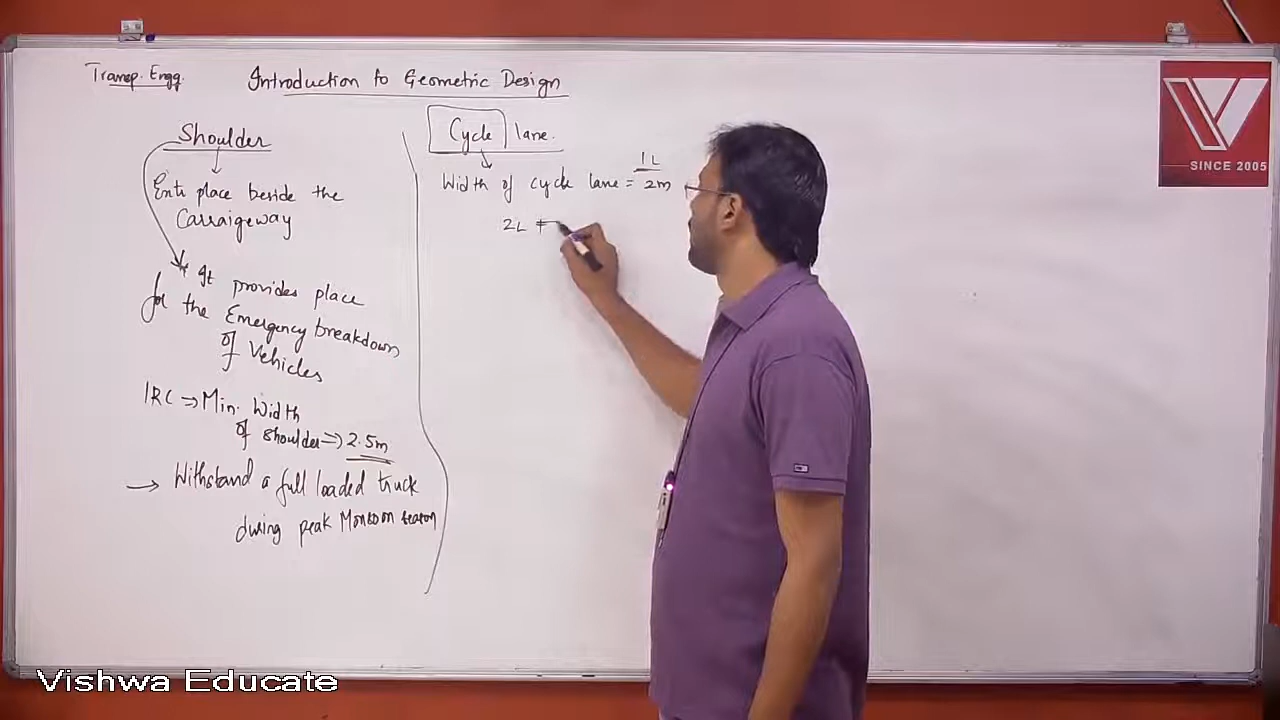 Transp. Engg.
Introduction to Geometric Design
Shoulder
Extra place beside the
Carraigeway
* It provides place
for the Emergency breakdown
of Vehicles
IRC ⇒ Min. Width
of shoulder ⇒ 2.5m
→ Withstand a full loaded truck
during peak Monsoon season
Cycle lane.
1L
Width of cycle lane = 2m
2L
SINCE 2005
Vishwa Educate